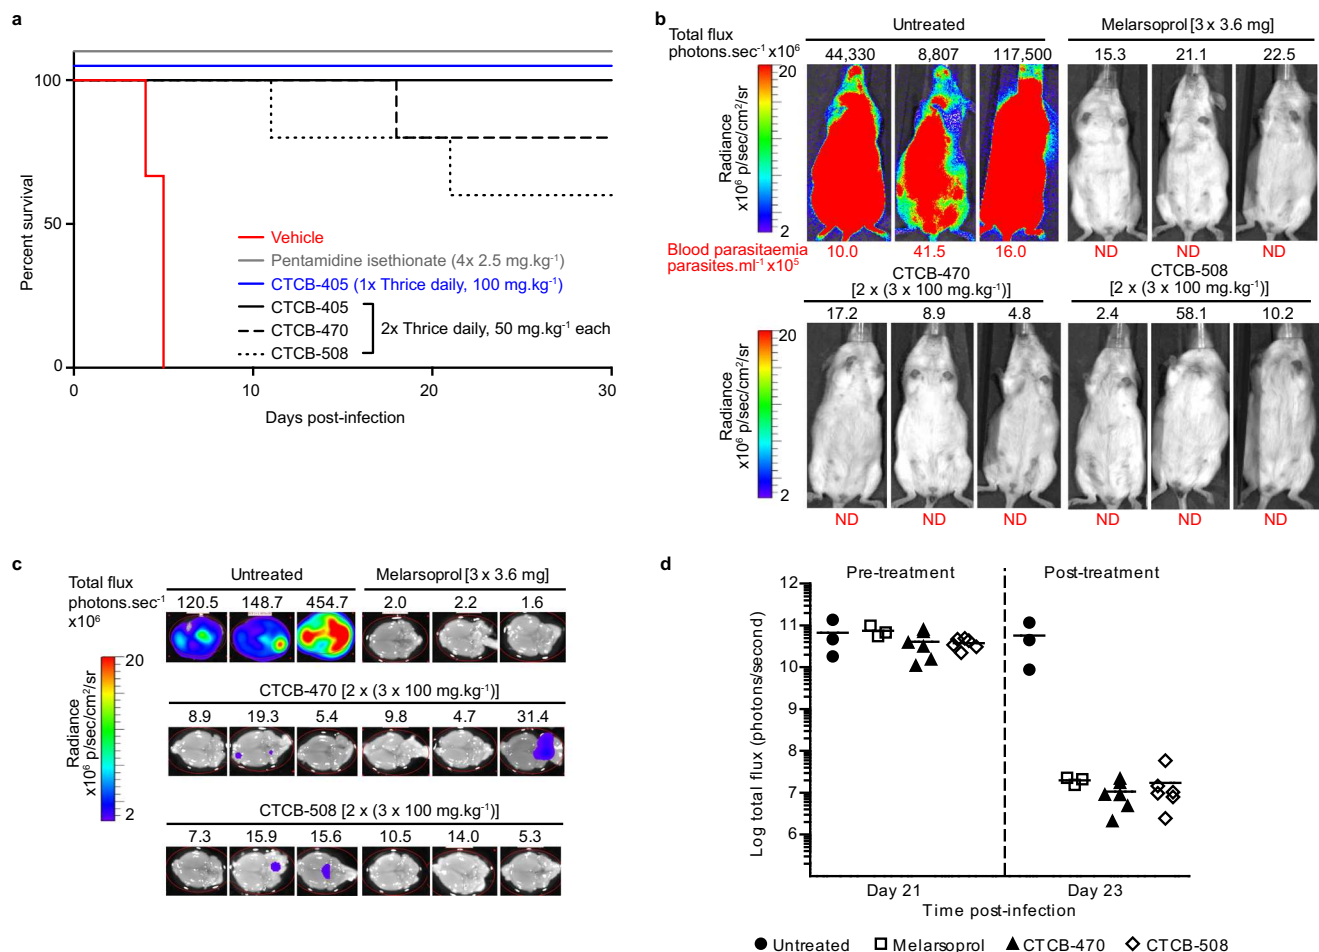 a
Percent survival
100
50
0
0
10
20
30
Days post-infection
Vehicle
Pentamidine isethionate (4x 2.5 mg.kg⁻¹)
CTCB-405 (1x Thrice daily, 100 mg.kg⁻¹)
CTCB-405
CTCB-470
CTCB-508
2x Thrice daily, 50 mg.kg⁻¹ each
b
Untreated
Melarsoprol [3 x 3.6 mg]
Total flux
photons.sec⁻¹ x10⁶
44,330
8,807
117,500
15.3
21.1
22.5
20
2
Radiance
x10⁶ p/sec/cm²/sr
Blood parasitaemia
parasites.ml⁻¹ x10⁵
10.0
41.5
16.0
ND
ND
ND
CTCB-470
[2 x (3 x 100 mg.kg⁻¹)]
CTCB-508
[2 x (3 x 100 mg.kg⁻¹)]
17.2
8.9
4.8
2.4
58.1
10.2
20
2
Radiance
x10⁶ p/sec/cm²/sr
ND
ND
ND
ND
ND
ND
c
Total flux
photons.sec⁻¹
x10⁶
Untreated
Melarsoprol [3 x 3.6 mg]
120.5
148.7
454.7
2.0
2.2
1.6
20
2
Radiance
x10⁶ p/sec/cm²/sr
CTCB-470 [2 x (3 x 100 mg.kg⁻¹)]
8.9
19.3
5.4
9.8
4.7
31.4
CTCB-508 [2 x (3 x 100 mg.kg⁻¹)]
7.3
15.9
15.6
10.5
14.0
5.3
d
Pre-treatment
Post-treatment
Log total flux (photons/second)
12
11
10
9
8
7
6
Day 21
Day 23
Time post-infection
Untreated
Melarsoprol
CTCB-470
CTCB-508